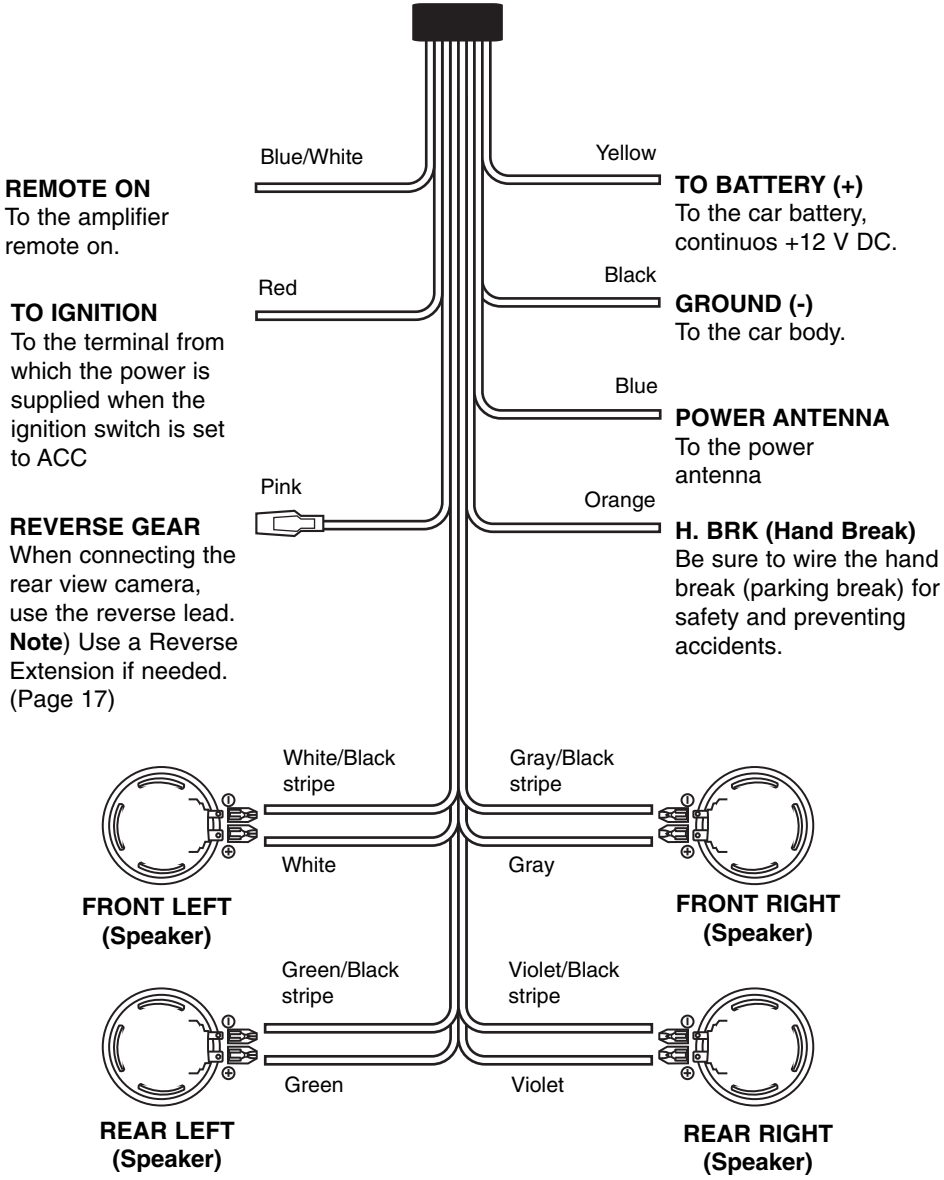 Blue/White
REMOTE ON
To the amplifier
remote on.
Red
TO IGNITION
To the terminal from
which the power is
supplied when the
ignition switch is set
to ACC
Pink
REVERSE GEAR
When connecting the
rear view camera,
use the reverse lead.
Note) Use a Reverse
Extension if needed.
(Page 17)
Yellow
TO BATTERY (+)
To the car battery,
continuos +12 V DC.
Black
GROUND (-)
To the car body.
Blue
POWER ANTENNA
To the power
antenna
Orange
H. BRK (Hand Break)
Be sure to wire the hand
break (parking break) for
safety and preventing
accidents.
White/Black
stripe
White
FRONT LEFT
(Speaker)
Gray/Black
stripe
Gray
FRONT RIGHT
(Speaker)
Green/Black
stripe
Green
REAR LEFT
(Speaker)
Violet/Black
stripe
Violet
REAR RIGHT
(Speaker)